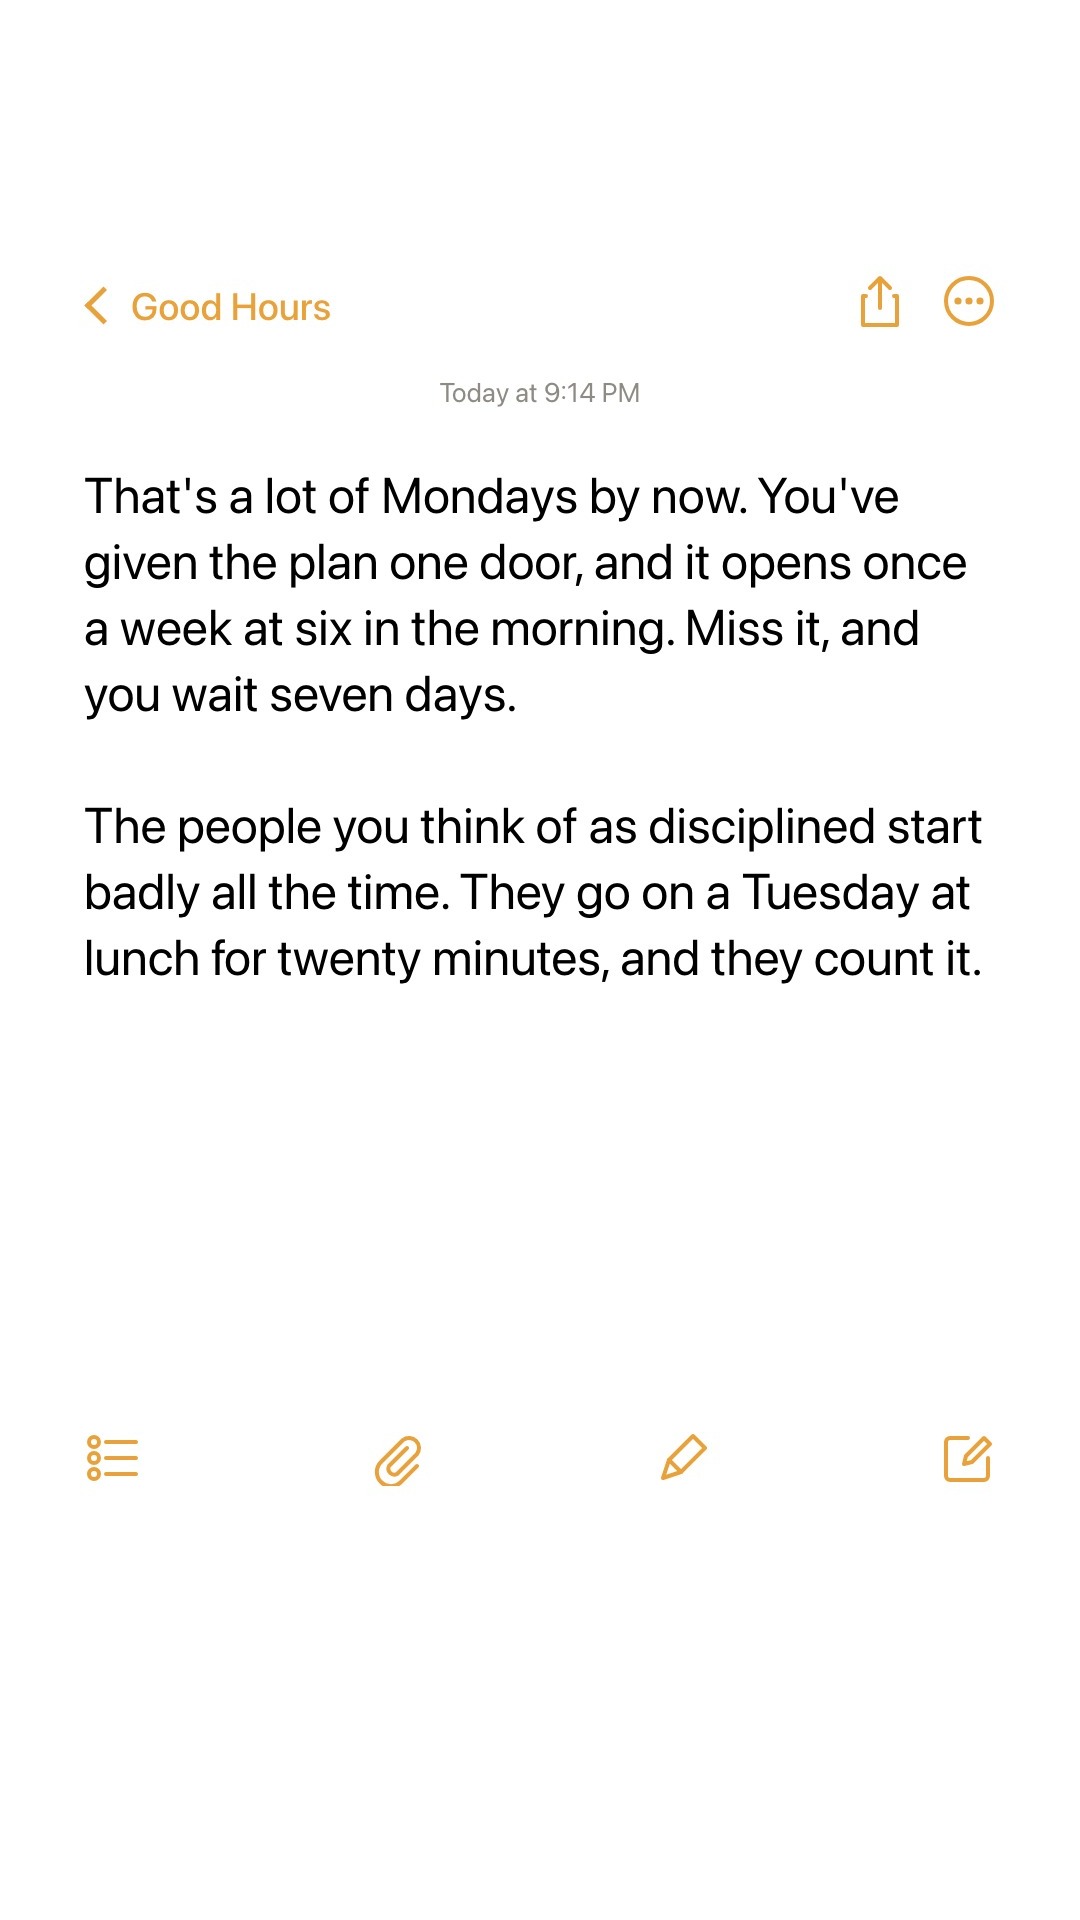 Good Hours
Today at 9:14 PM
That's a lot of Mondays by now. You've
given the plan one door, and it opens once
a week at six in the morning. Miss it, and
you wait seven days.
The people you think of as disciplined start
badly all the time. They go on a Tuesday at
lunch for twenty minutes, and they count it.